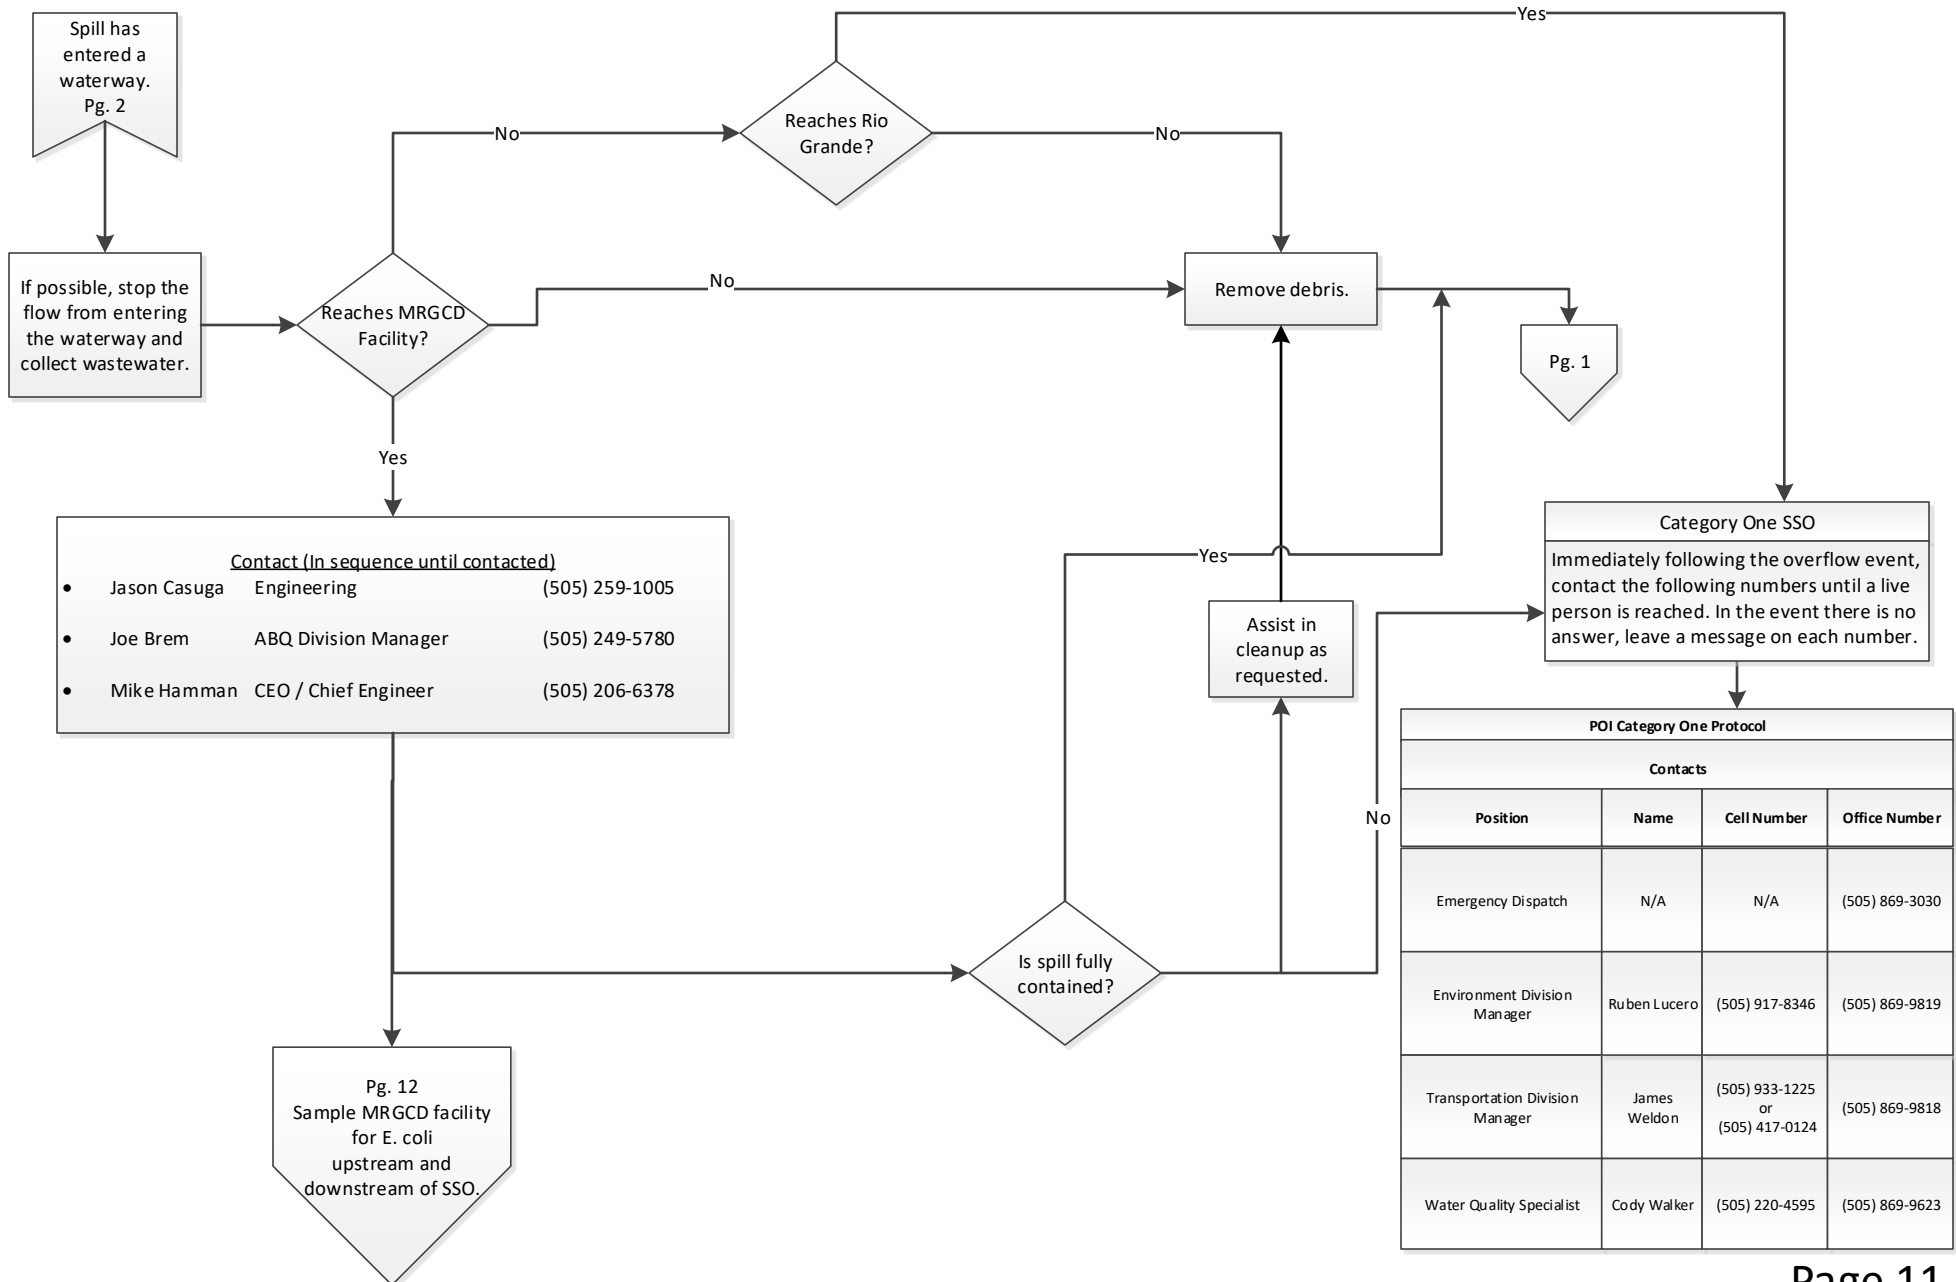 Spill has
entered a
waterway.
Pg. 2
If possible, stop the
flow from entering
the waterway and
collect wastewater.
Reaches MRGCD
Facility?
No
Reaches Rio
Grande?
Yes
No
No
Remove debris.
Pg. 1
Yes
Contact (In sequence until contacted)
• Jason Casuga Engineering (505) 259-1005
• Joe Brem ABQ Division Manager (505) 249-5780
• Mike Hamman CEO / Chief Engineer (505) 206-6378
Pg. 12
Sample MRGCD facility
for E. coli
upstream and
downstream of SSO.
Is spill fully
contained?
Yes
No
Assist in
cleanup as
requested.
Category One SSO
Immediately following the overflow event,
contact the following numbers until a live
person is reached. In the event there is no
answer, leave a message on each number.
POI Category One Protocol
Contacts
Position Name Cell Number Office Number
Emergency Dispatch N/A N/A (505) 869-3030
Environment Division
Manager
Ruben Lucero (505) 917-8346 (505) 869-9819
Transportation Division
Manager
James
Weldon
(505) 933-1225
or
(505) 417-0124
(505) 869-9818
Water Quality Specialist Cody Walker (505) 220-4595 (505) 869-9623
Page 11